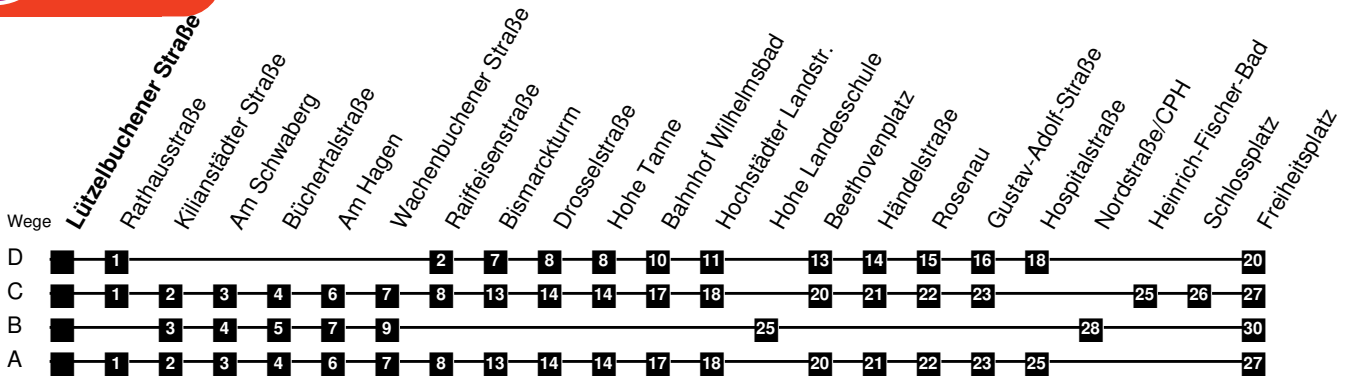 Wege
Lützelbuchener Straße
Rathausstraße
Kilianstädter Straße
Am Schwaberg
Büchertalstraße
Am Hagen
Wachenbuchener Straße
Raiffeisenstraße
Bismarckturm
Drosselstraße
Hohe Tanne
Bahnhof Wilhelmsbad
Hochstädter Landstr.
Hohe Landesschule
Beethovenplatz
Händelstraße
Rosenau
Gustav-Adolf-Straße
Hospitalstraße
Nordstraße/CPH
Heinrich-Fischer-Bad
Schlossplatz
Freiheitsplatz
D 1 2 7 8 8 10 11 13 14 15 16 18 20
C 1 2 3 4 6 7 8 13 14 14 17 18 20 21 22 23 25 26 27
B 3 4 5 7 9 25 28 30
A 1 2 3 4 6 7 8 13 14 14 17 18 20 21 22 23 25 27